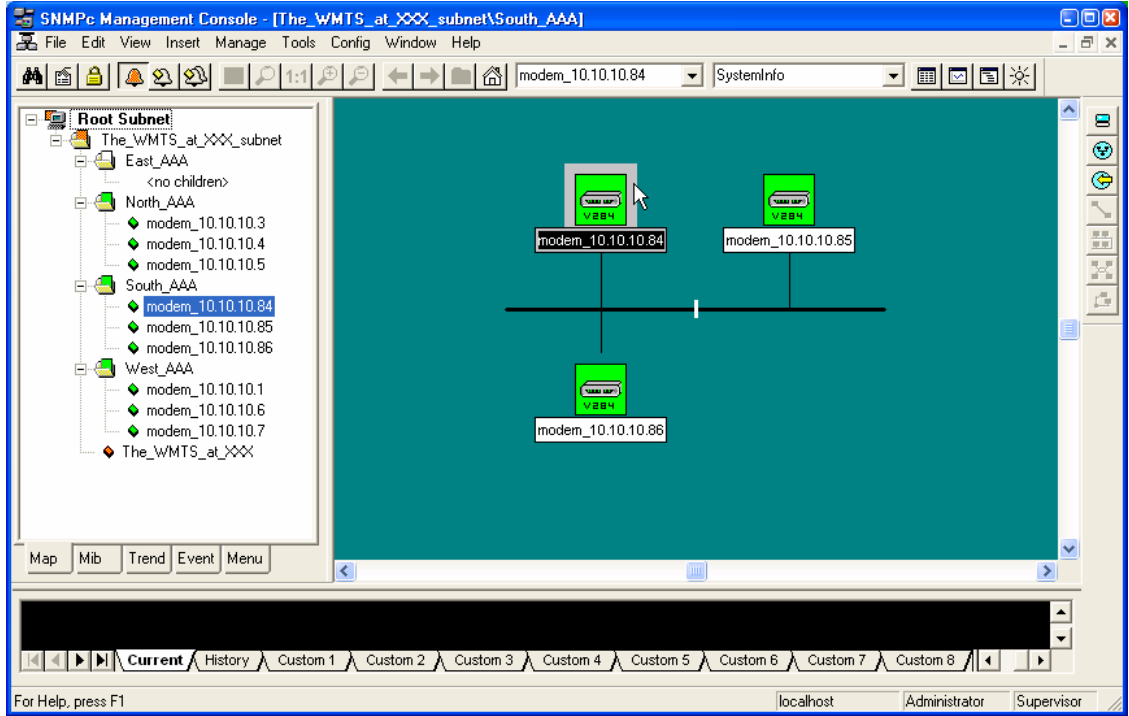 SNMPc Management Console - [The_WMTS_at_XXX_subnet\South_AAA]
File Edit View Insert Manage Tools Config Window Help
1:1 modem_10.10.10.84 SystemInfo
Root Subnet
The_WMTS_at_XXX_subnet
East_AAA
<no children>
North_AAA
modem_10.10.10.3
modem_10.10.10.4
modem_10.10.10.5
South_AAA
modem_10.10.10.84
modem_10.10.10.85
modem_10.10.10.86
West_AAA
modem_10.10.10.1
modem_10.10.10.6
modem_10.10.10.7
The_WMTS_at_XXX
Map Mib Trend Event Menu
V284 V284
modem_10.10.10.84 modem_10.10.10.85
V284
modem_10.10.10.86
Current History Custom 1 Custom 2 Custom 3 Custom 4 Custom 5 Custom 6 Custom 7 Custom 8
For Help, press F1 localhost Administrator Supervisor